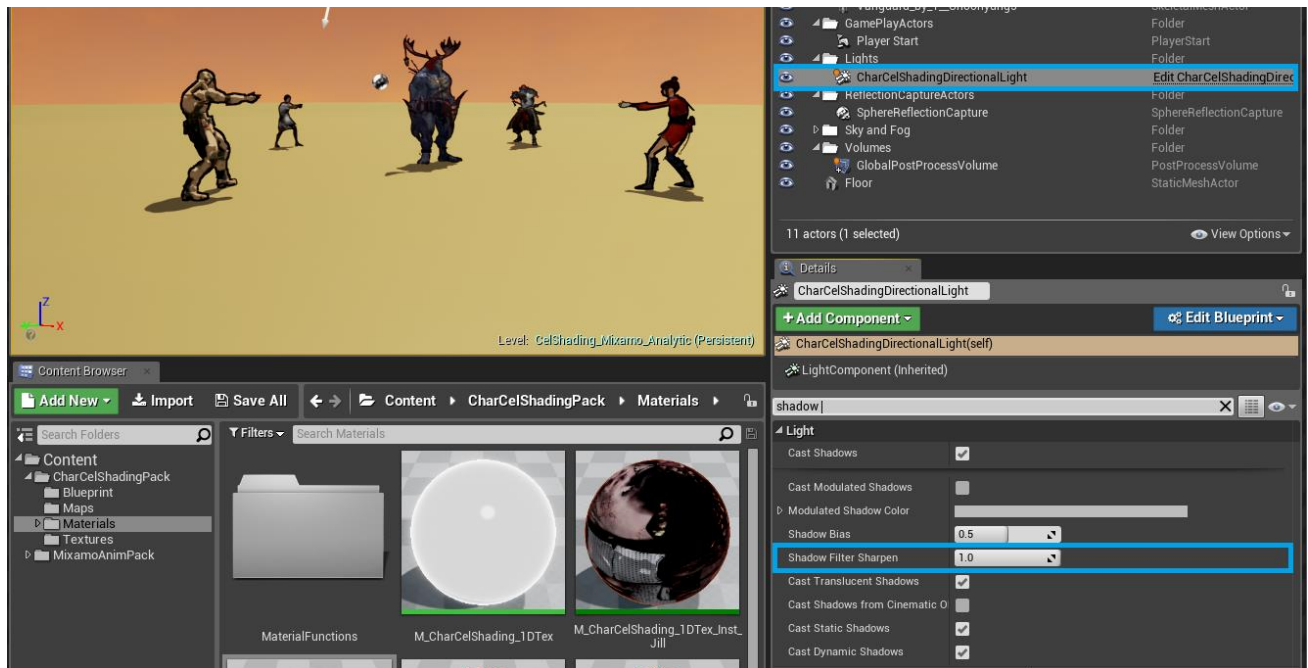 SkeletalMeshActor
GamePlayActors Folder
Player Start PlayerStart
Lights Folder
CharCelShadingDirectionalLight Edit CharCelShadingDirec
ReflectionCaptureActors Folder
SphereReflectionCapture SphereReflectionCapture
Sky and Fog Folder
Volumes Folder
GlobalPostProcessVolume PostProcessVolume
Floor StaticMeshActor
11 actors (1 selected) View Options
Z
X
Level: CelShading_Mixamo_Analytic (Persistent)
Details
CharCelShadingDirectionalLight
+Add Component Edit Blueprint
CharCelShadingDirectionalLight(self)
LightComponent (Inherited)
shadow
Light
Cast Shadows
Cast Modulated Shadows
Modulated Shadow Color
Shadow Bias 0.5
Shadow Filter Sharpen 1.0
Cast Translucent Shadows
Cast Shadows from Cinematic O
Cast Static Shadows
Cast Dynamic Shadows
Content Browser
Add New Import Save All Content CharCelShadingPack Materials
Search Folders
Filters Search Materials
Content
CharCelShadingPack
Blueprint
Maps
Materials
Textures
MixamoAnimPack
MaterialFunctions
M_CharCelShading_1DTex
M_CharCelShading_1DTex_Inst_
Jill